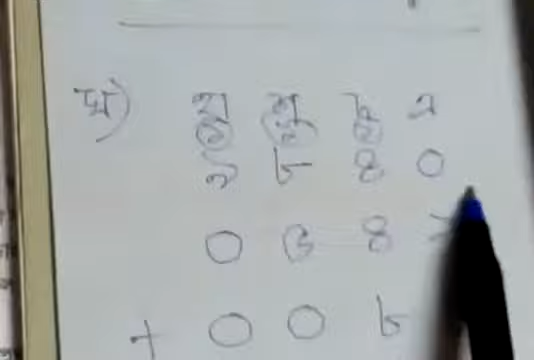 ঘ) হা শ দ এ
২ ৮ ৪ ০
০ ৩ ৪
+ ০ ০ ৮